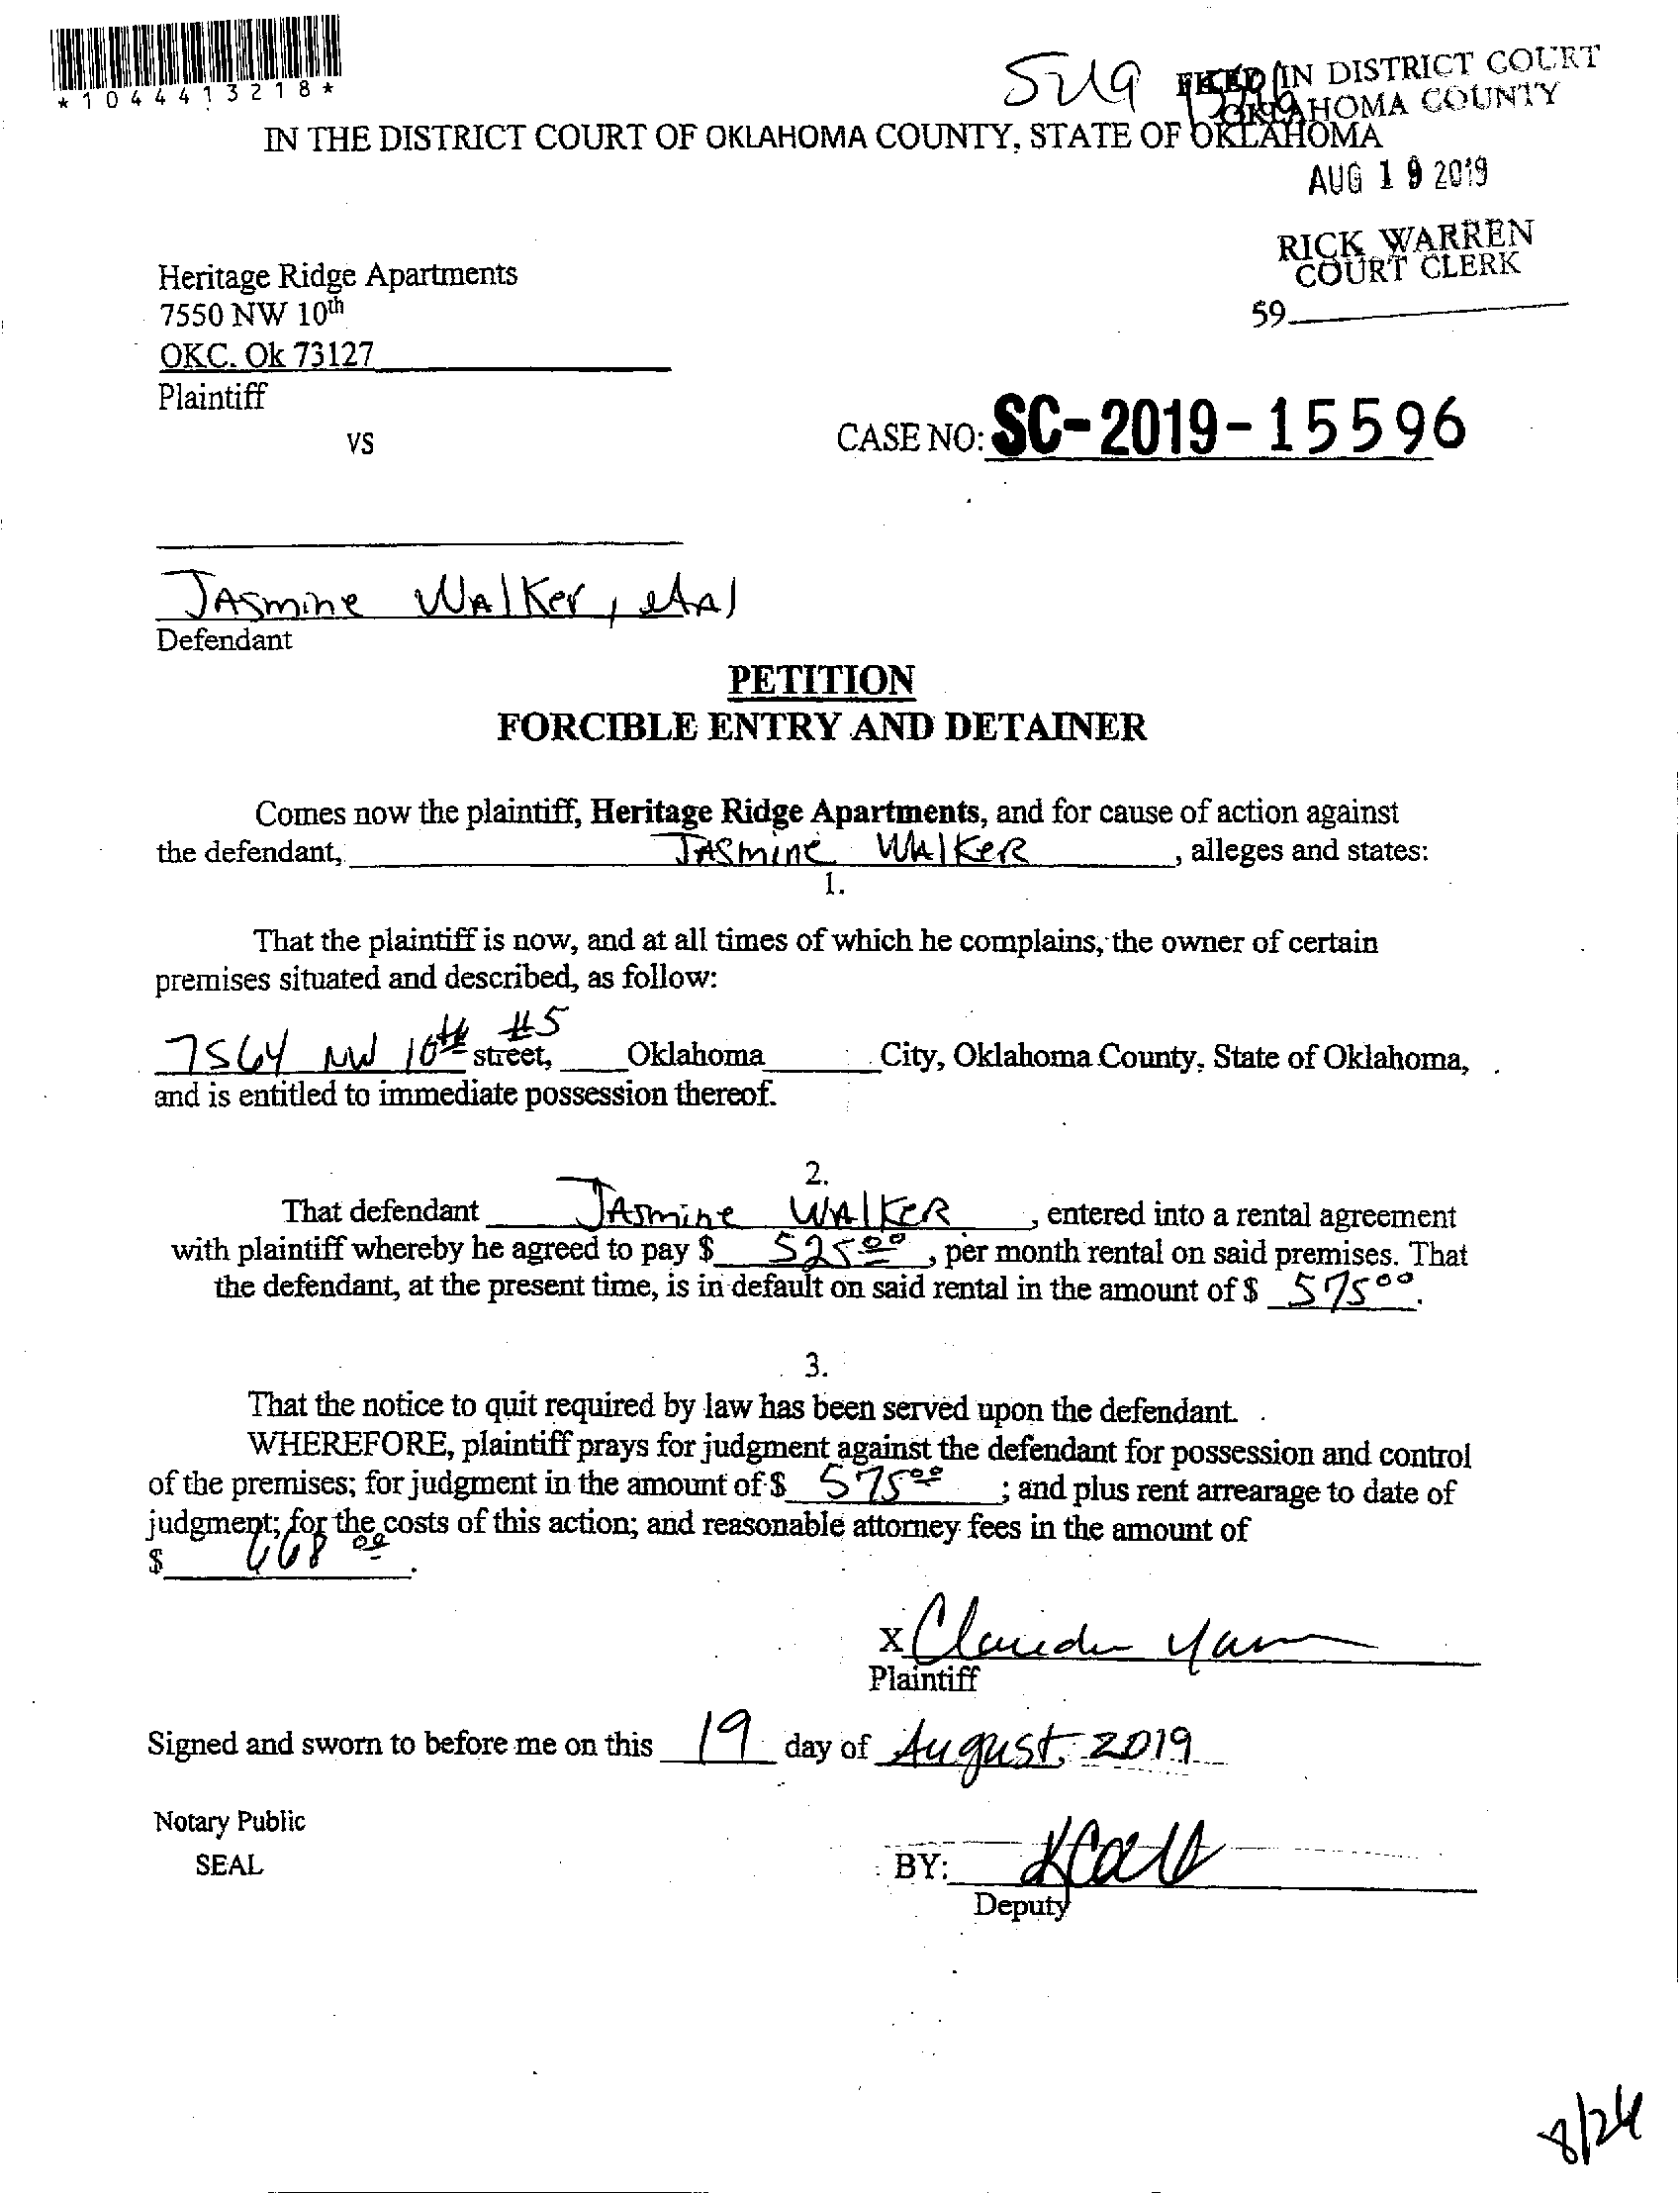 *1044413218*
FILED IN DISTRICT COURT
OKLAHOMA COUNTY
IN THE DISTRICT COURT OF OKLAHOMA COUNTY, STATE OF OKLAHOMA
AUG 19 2019
RICK WARREN
COURT CLERK
59
Heritage Ridge Apartments
7550 NW 10th
OKC. Ok 73127
Plaintiff
VS
CASE NO: SC-2019-15596
Jasmine Walker, etAl
Defendant
PETITION
FORCIBLE ENTRY AND DETAINER
Comes now the plaintiff, Heritage Ridge Apartments, and for cause of action against
the defendant, Jasmine Walker, alleges and states:
1.
That the plaintiff is now, and at all times of which he complains, the owner of certain
premises situated and described, as follow:
7564 NW 10th #5 street, Oklahoma City, Oklahoma County, State of Oklahoma,
and is entitled to immediate possession thereof.
2.
That defendant Jasmine Walker, entered into a rental agreement
with plaintiff whereby he agreed to pay $ 525.00, per month rental on said premises. That
the defendant, at the present time, is in default on said rental in the amount of $ 575.00.
3.
That the notice to quit required by law has been served upon the defendant.
WHEREFORE, plaintiff prays for judgment against the defendant for possession and control
of the premises; for judgment in the amount of $ 575.00; and plus rent arrearage to date of
judgment; for the costs of this action; and reasonable attorney fees in the amount of
$ 668.00.
X
Plaintiff
Signed and sworn to before me on this 19 day of August, 2019
Notary Public
SEAL
BY:
Deputy